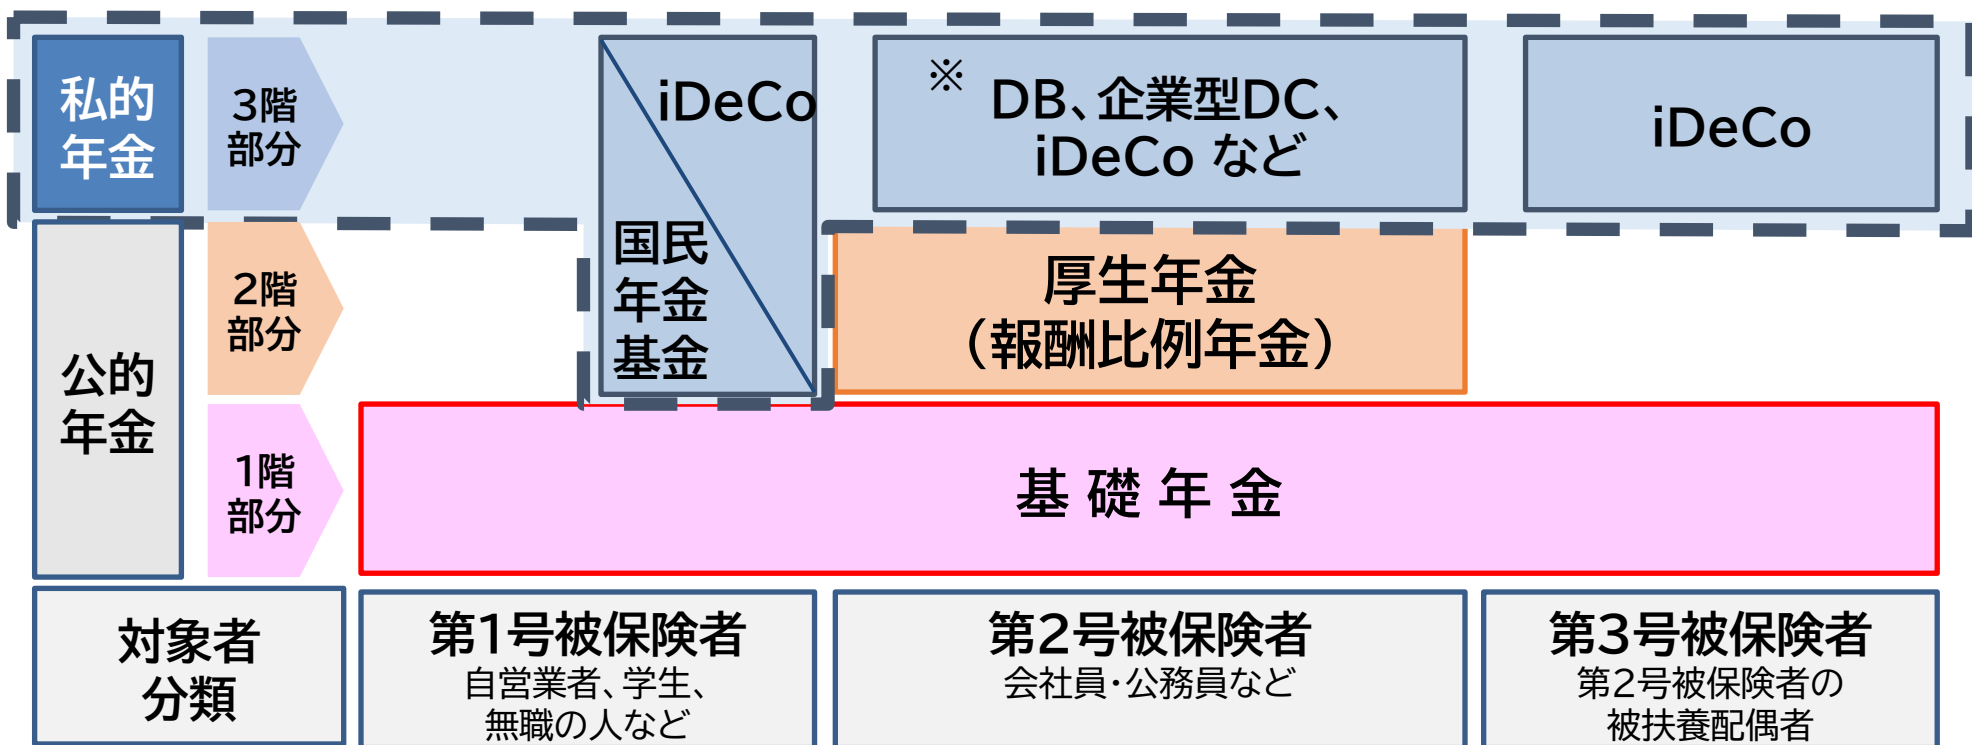 私的
年金
3階
部分
iDeCo
国民
年金
基金
※
DB、企業型DC、
iDeCo など
iDeCo
公的
年金
2階
部分
厚生年金
（報酬比例年金）
1階
部分
基 礎 年 金
対象者
分類
第1号被保険者
自営業者、学生、
無職の人など
第2号被保険者
会社員・公務員など
第3号被保険者
第2号被保険者の
被扶養配偶者